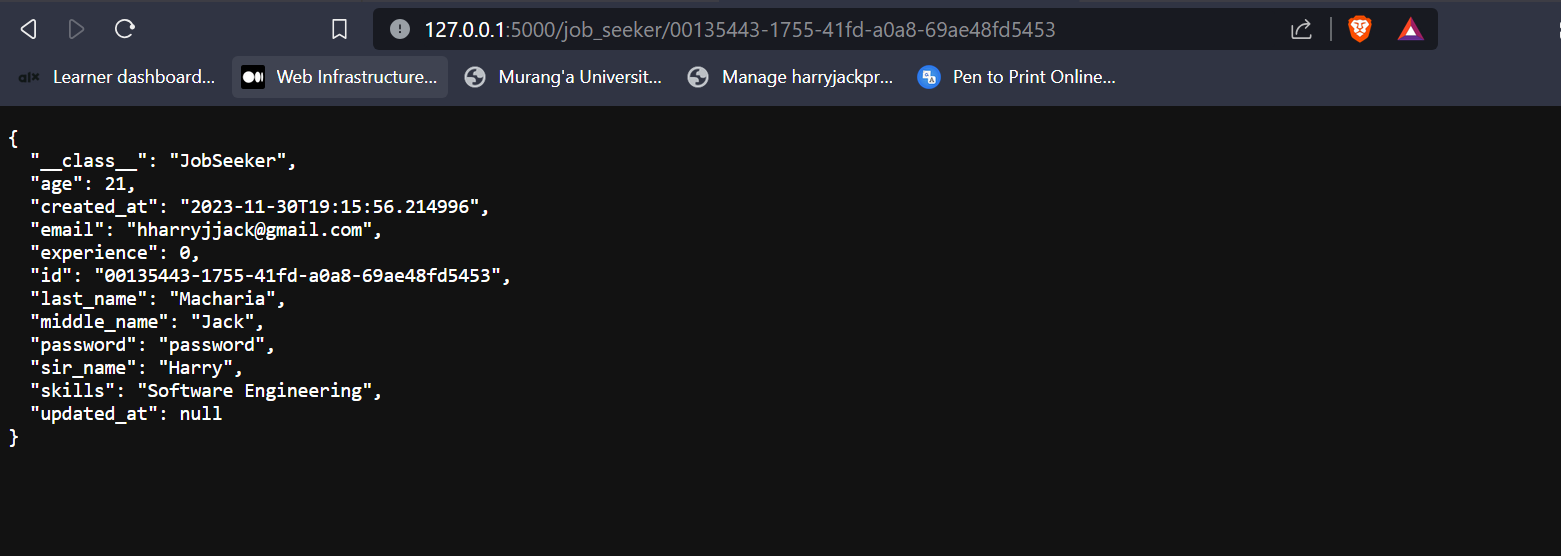 127.0.0.1:5000/job_seeker/00135443-1755-41fd-a0a8-69ae48fd5453
alx Learner dashboard... Web Infrastructure... Murang'a Universit... Manage harryjackpr... Pen to Print Online...
{
"__class__": "JobSeeker",
"age": 21,
"created_at": "2023-11-30T19:15:56.214996",
"email": "hharryjjack@gmail.com",
"experience": 0,
"id": "00135443-1755-41fd-a0a8-69ae48fd5453",
"last_name": "Macharia",
"middle_name": "Jack",
"password": "password",
"sir_name": "Harry",
"skills": "Software Engineering",
"updated_at": null
}